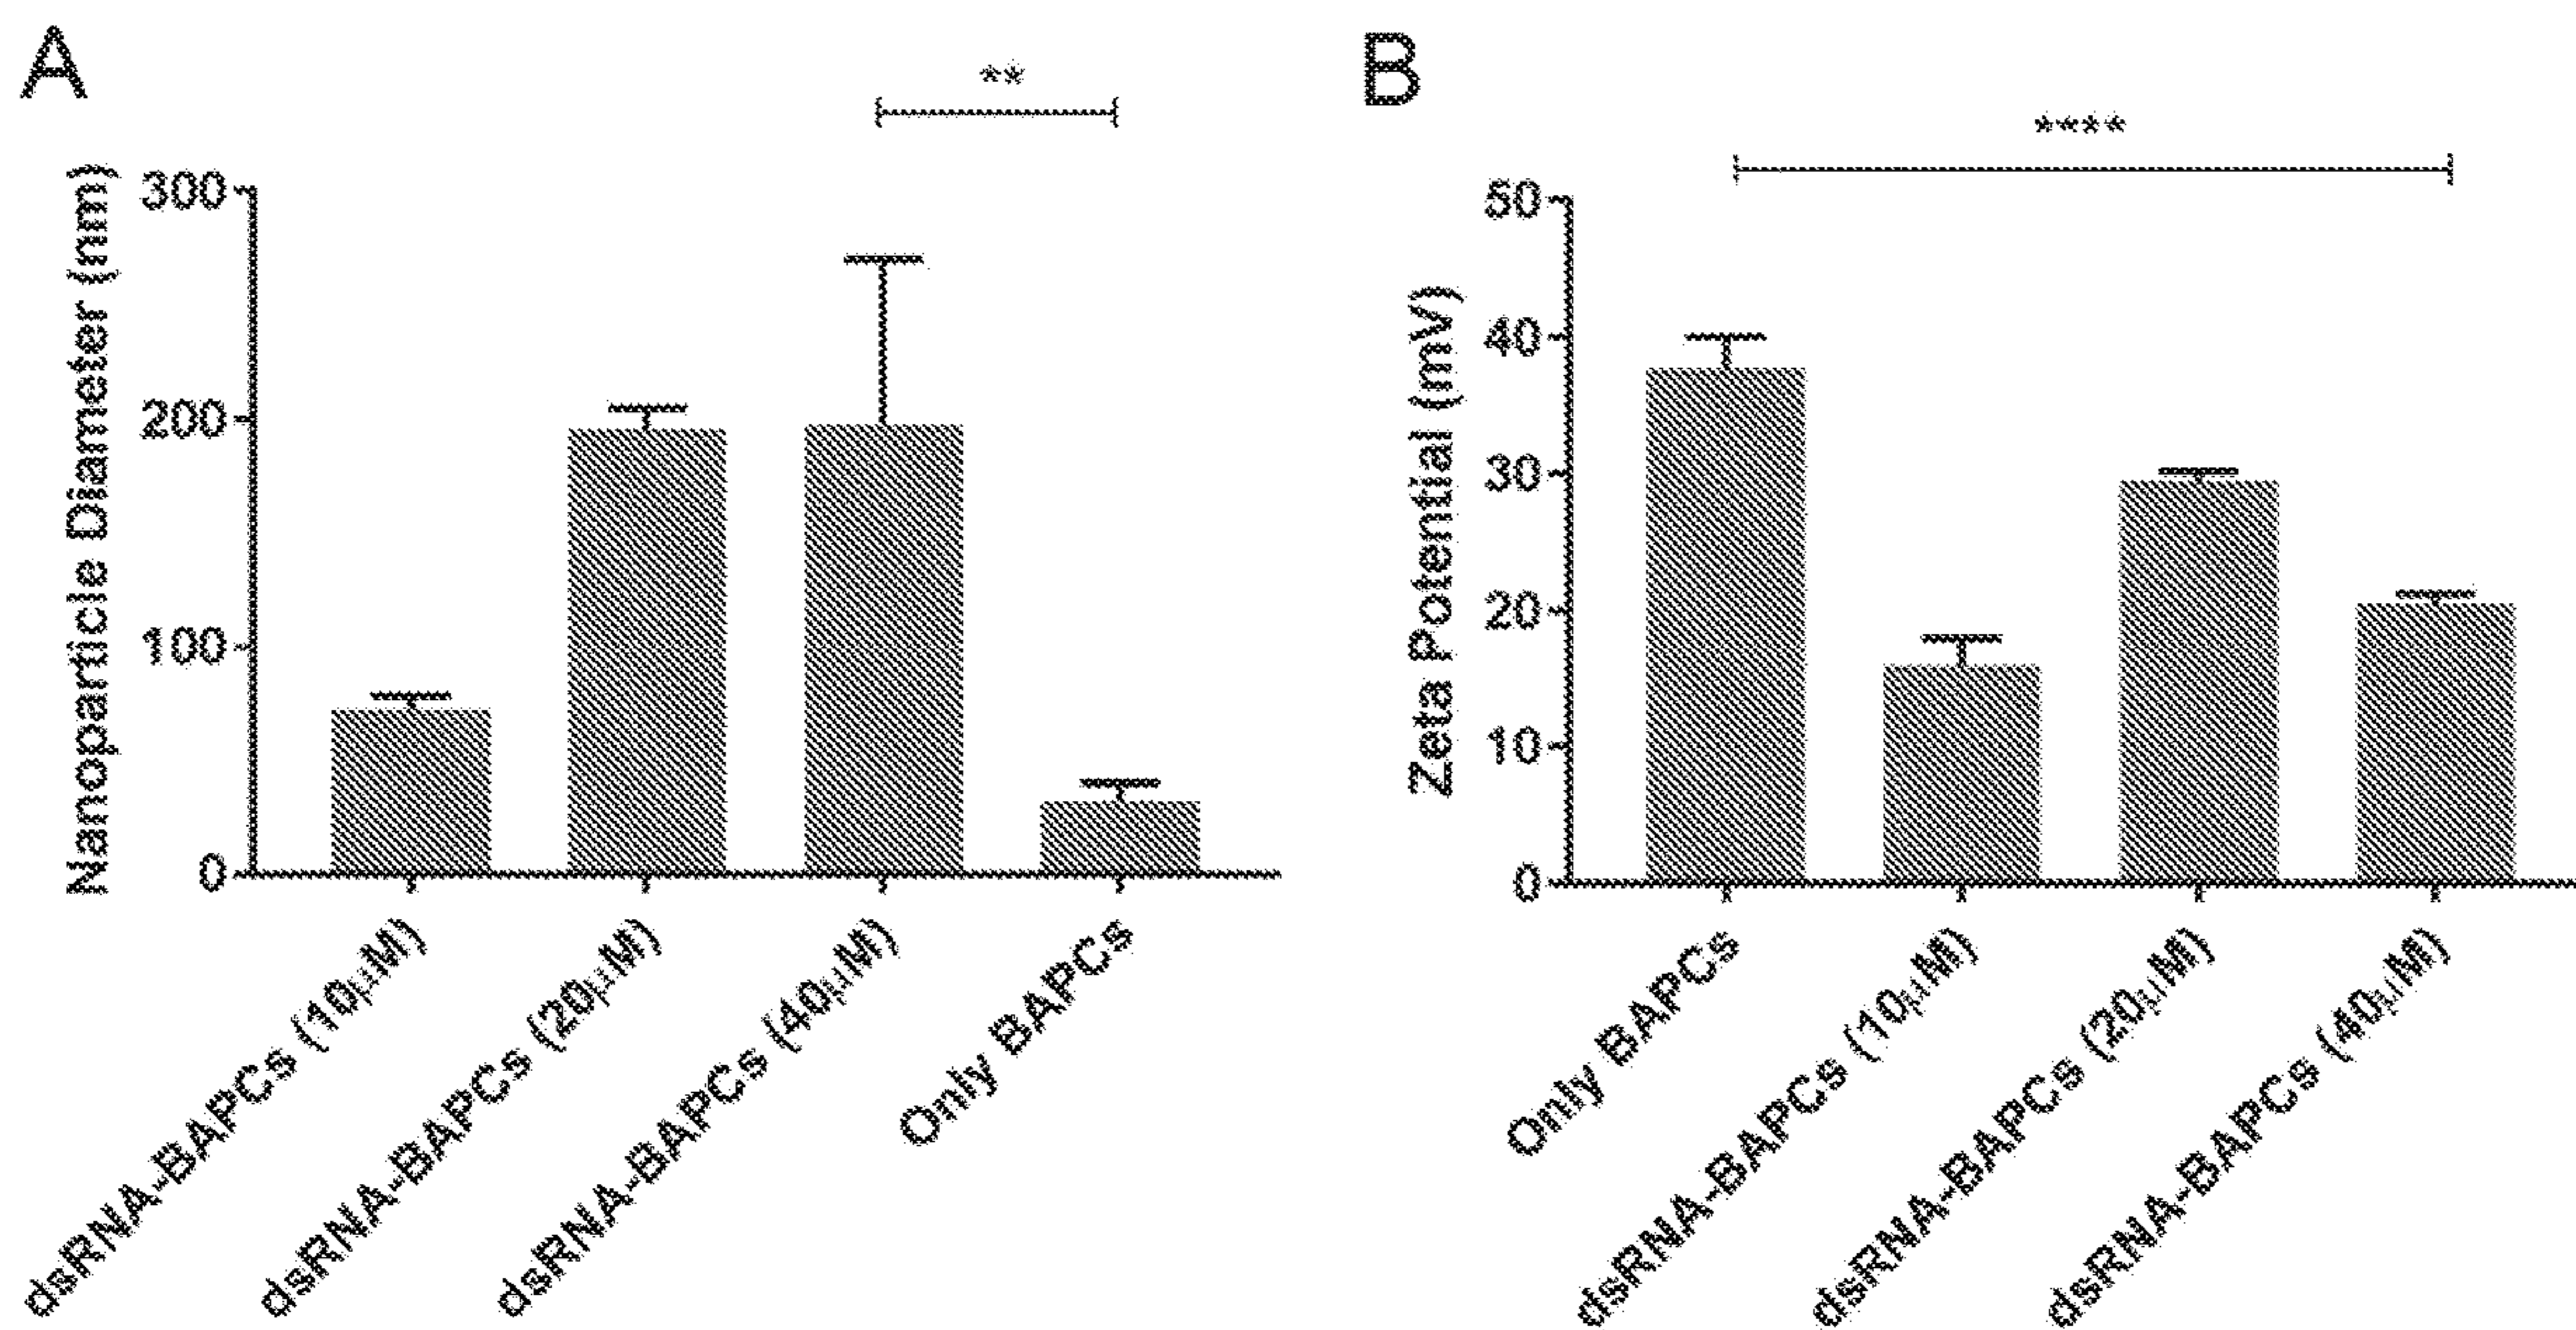 A
**
Nanoparticle Diameter (nm)
300
200
100
0
dsRNA-BAPCs (10μM)
dsRNA-BAPCs (20μM)
dsRNA-BAPCs (40μM)
Only BAPCs
B
****
Zeta Potential (mV)
50
40
30
20
10
0
Only BAPCs
dsRNA-BAPCs (10μM)
dsRNA-BAPCs (20μM)
dsRNA-BAPCs (40μM)